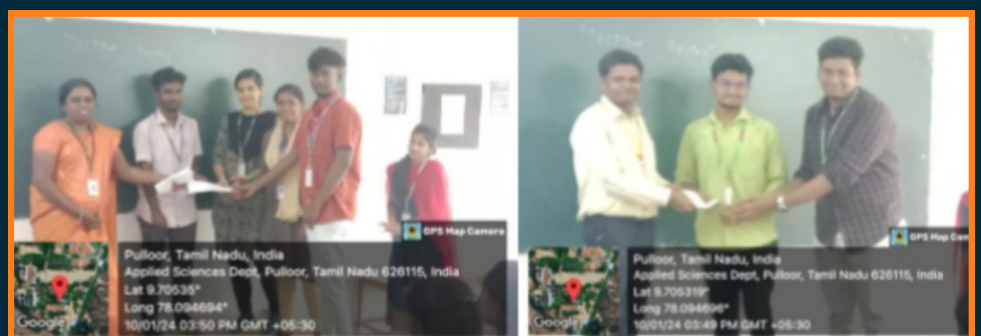 GPS Map Camera
Pulloor, Tamil Nadu, India
Applied Sciences Dept, Pulloor, Tamil Nadu 626115, India
Lat 9.70535°
Long 78.094694°
10/01/24 03:50 PM GMT +05:30
Google
GPS Map Cam
Pulloor, Tamil Nadu, India
Applied Sciences Dept, Pulloor, Tamil Nadu 626115, India
Lat 9.705319°
Long 78.094696°
10/01/24 03:49 PM GMT +05:30
Google